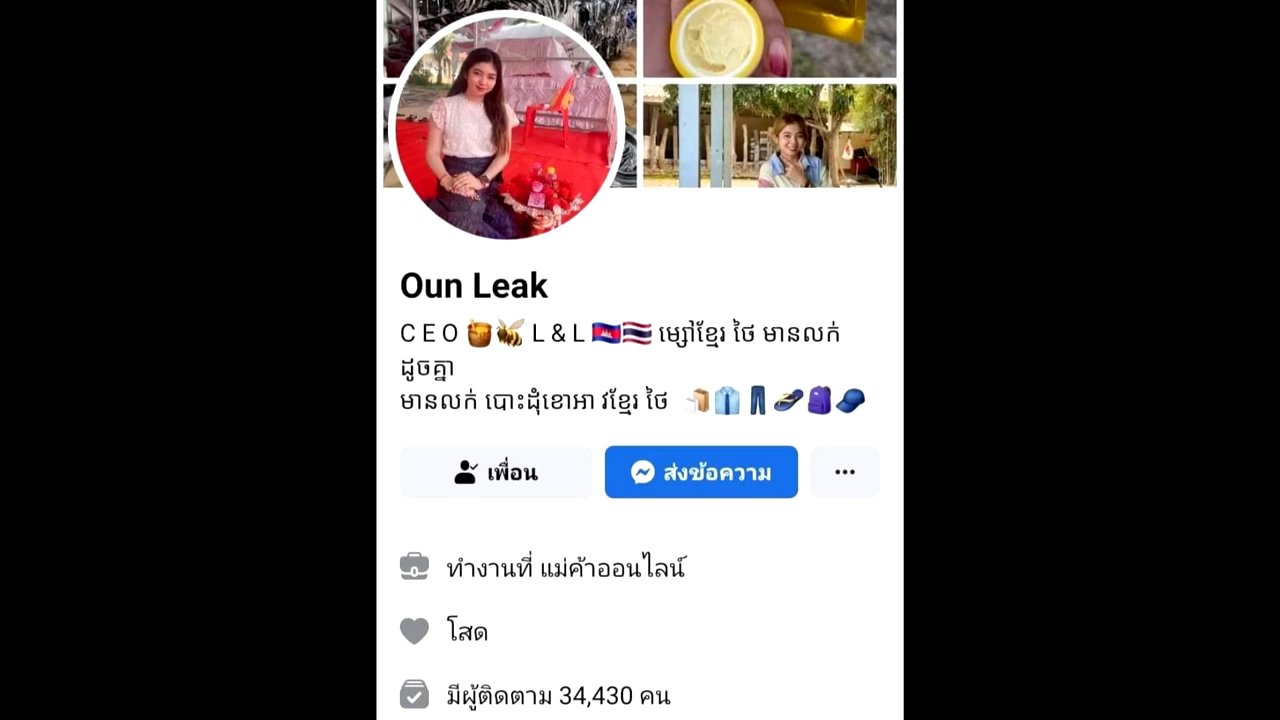 Oun Leak
C E O 🍯🐝 L & L 🇰🇭🇹🇭 ម្សៅខ្មែរ ថៃ មានលក់
ដូចគ្នា
មានលក់ បោះដុំខោអា វខ្មែរ ថៃ 🛍️👔👖🩴🎒🧢
เพื่อน
ส่งข้อความ
ทำงานที่ แม่ค้าออนไลน์
โสด
มีผู้ติดตาม 34,430 คน